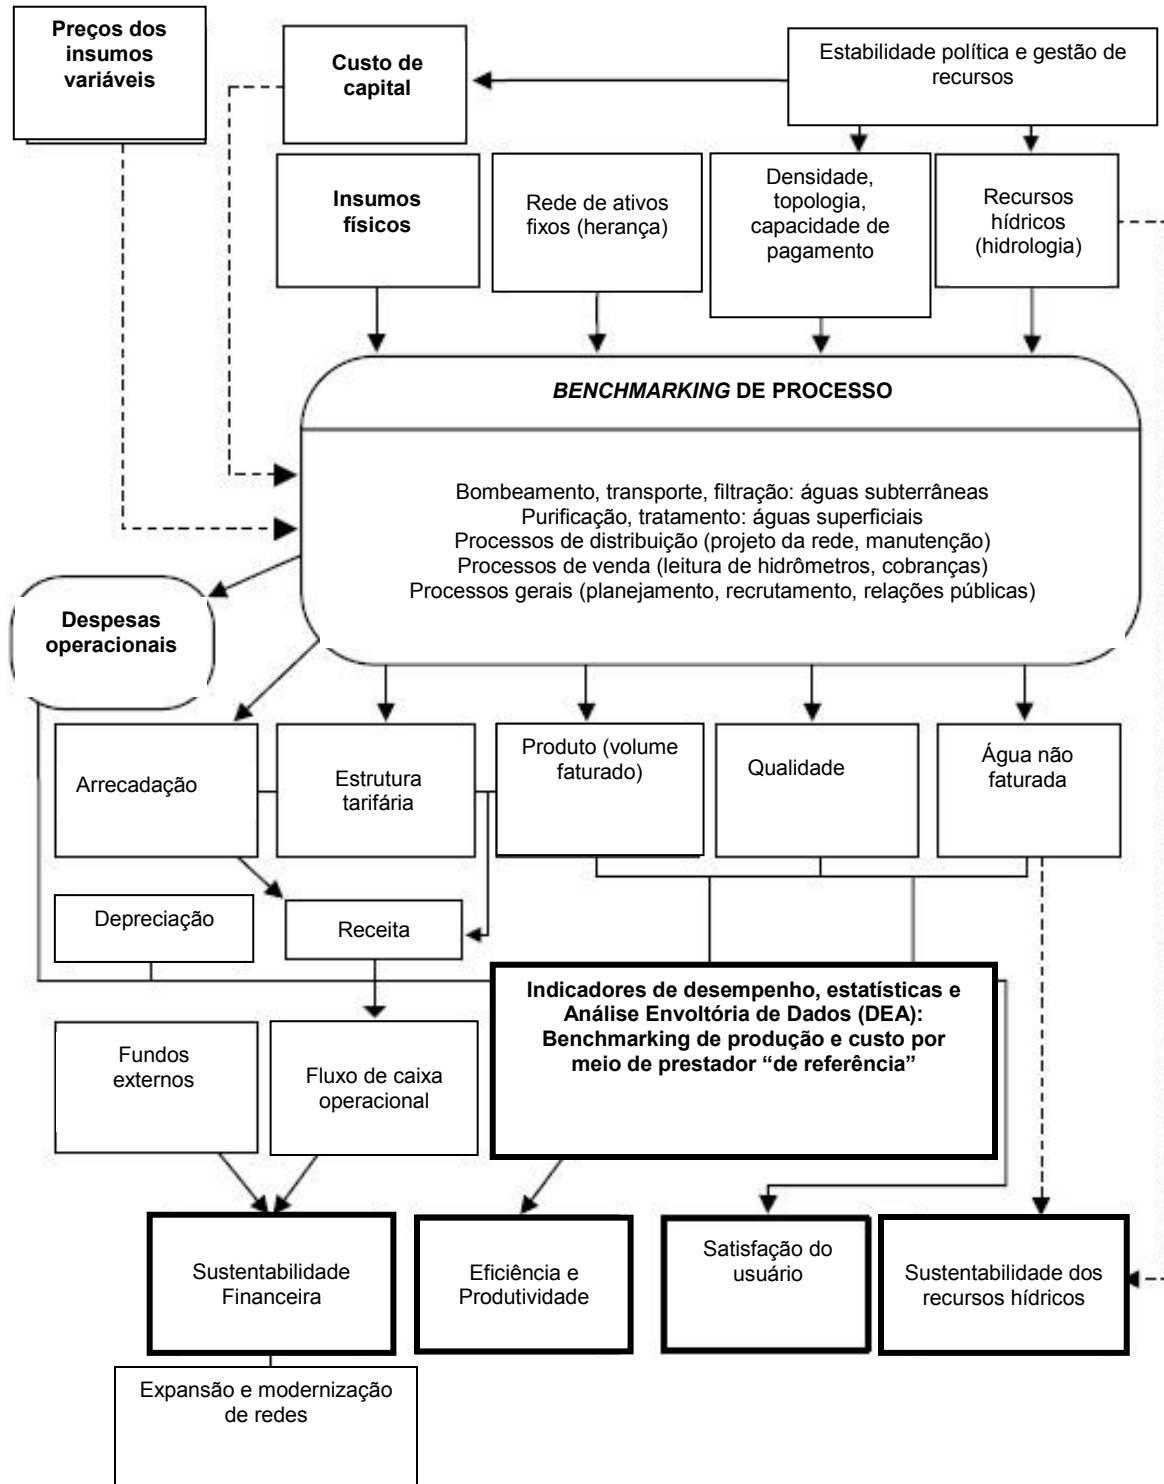 Preços dos
insumos
variáveis
Custo de
capital
Estabilidade política e gestão de
recursos
Insumos
físicos
Rede de ativos
fixos (herança)
Densidade,
topologia,
capacidade de
pagamento
Recursos
hídricos
(hidrologia)
BENCHMARKING DE PROCESSO
Bombeamento, transporte, filtração: águas subterrâneas
Purificação, tratamento: águas superficiais
Processos de distribuição (projeto da rede, manutenção)
Processos de venda (leitura de hidrômetros, cobranças)
Processos gerais (planejamento, recrutamento, relações públicas)
Despesas
operacionais
Arrecadação
Estrutura
tarifária
Produto (volume
faturado)
Qualidade
Água não
faturada
Depreciação
Receita
Indicadores de desempenho, estatísticas e
Análise Envoltória de Dados (DEA):
Benchmarking de produção e custo por
meio de prestador “de referência”
Fundos
externos
Fluxo de caixa
operacional
Sustentabilidade
Financeira
Eficiência e
Produtividade
Satisfação do
usuário
Sustentabilidade dos
recursos hídricos
Expansão e modernização
de redes